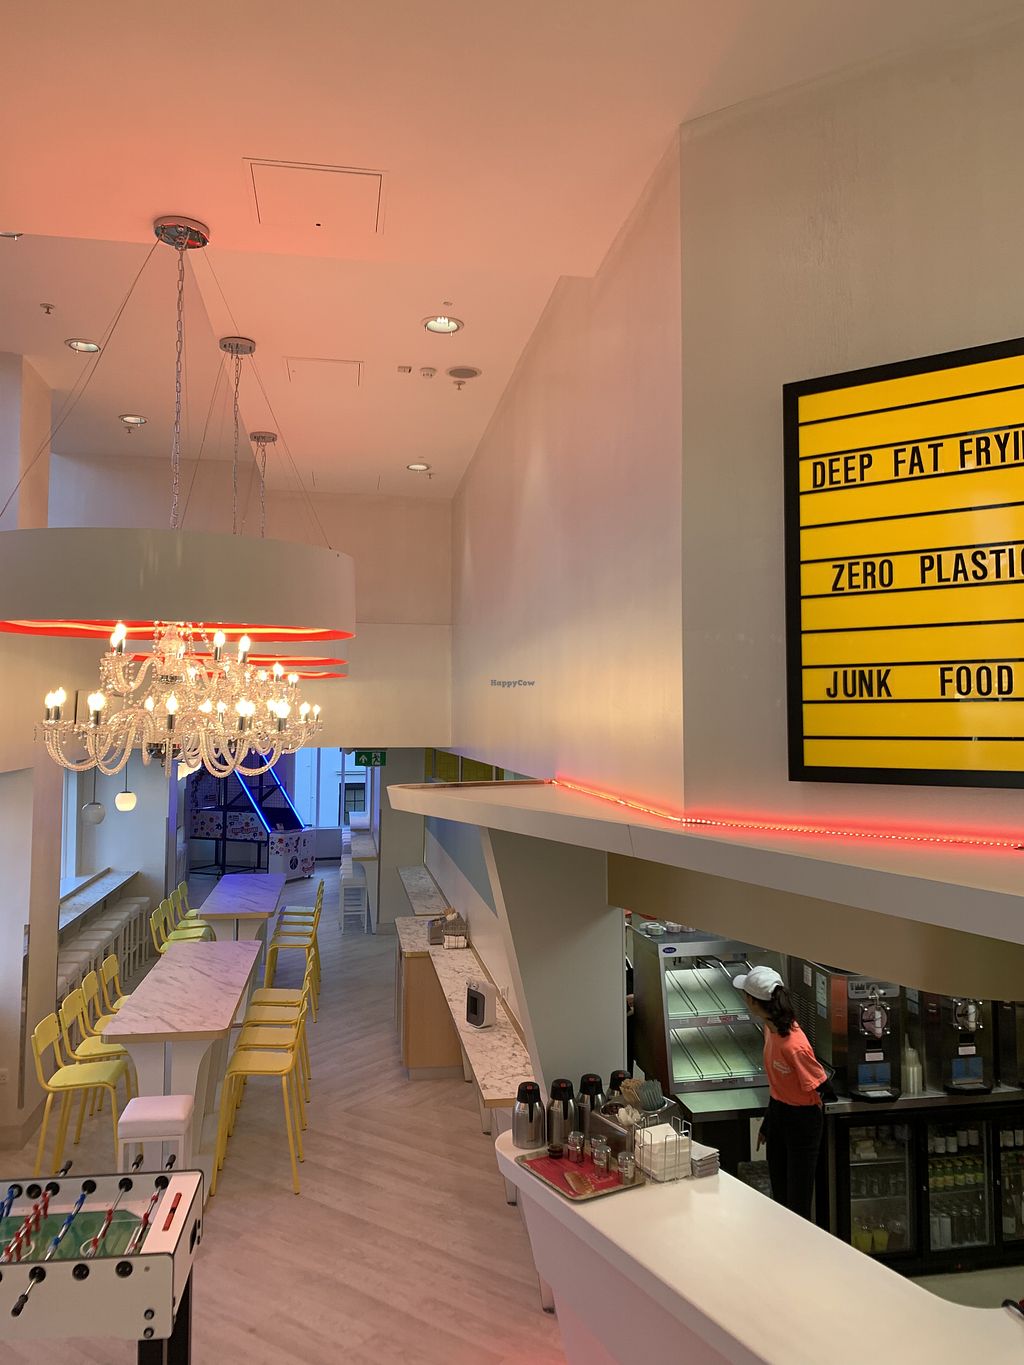 DEEP FAT FRYI
ZERO PLASTIC
JUNK FOOD
HappyCow